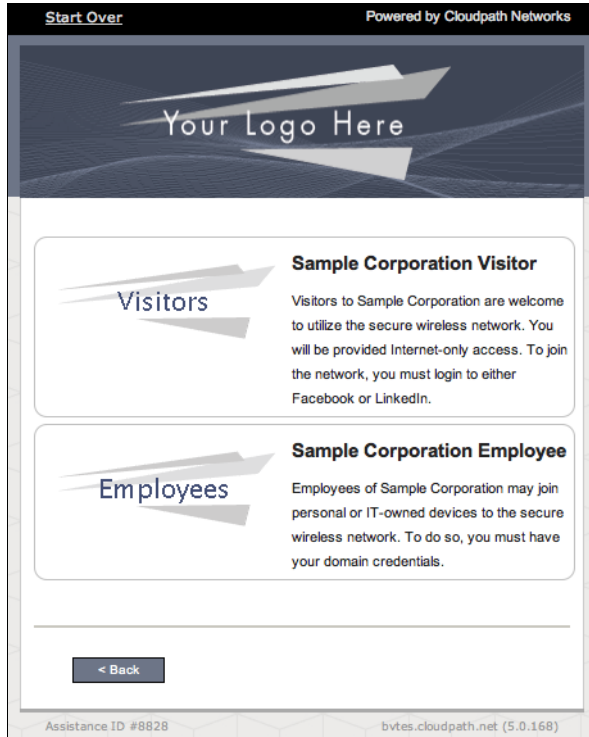 Start Over
Powered by Cloudpath Networks
Your Logo Here
Visitors
Sample Corporation Visitor
Visitors to Sample Corporation are welcome
to utilize the secure wireless network. You
will be provided Internet-only access. To join
the network, you must login to either
Facebook or LinkedIn.
Employees
Sample Corporation Employee
Employees of Sample Corporation may join
personal or IT-owned devices to the secure
wireless network. To do so, you must have
your domain credentials.
< Back
Assistance ID #8828
bvtes.cloudpath.net (5.0.168)